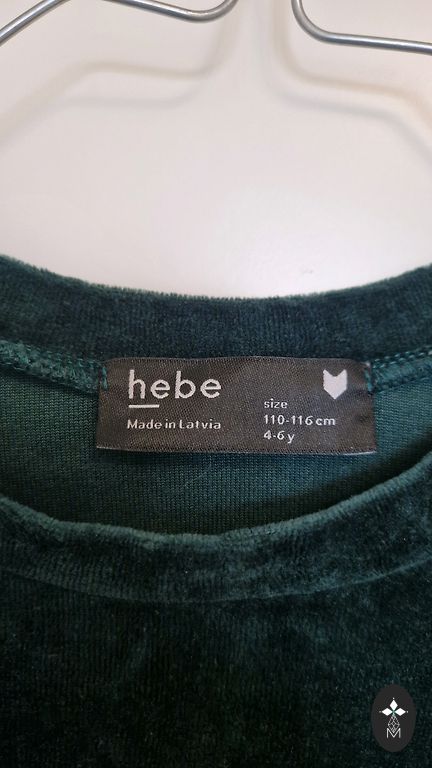 hebe
Made in Latvia
size
110-116 cm
4-6 y
M